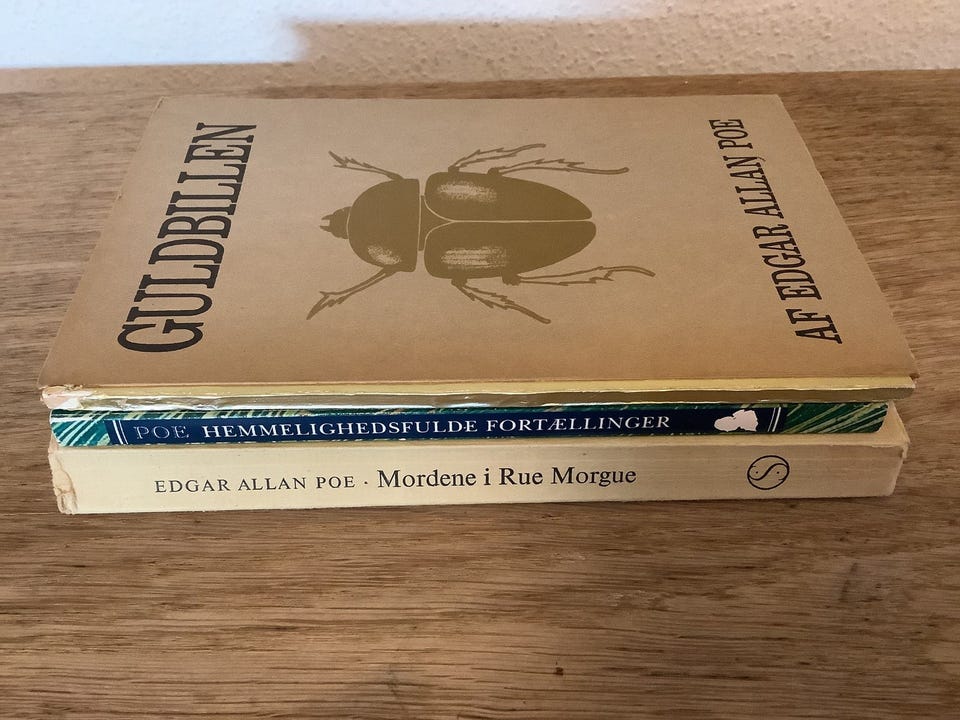 GULDBILLEN
AF EDGAR ALLAN POE
POE HEMMELIGHEDSFULDE FORTÆLLINGER
EDGAR ALLAN POE · Mordene i Rue Morgue
S